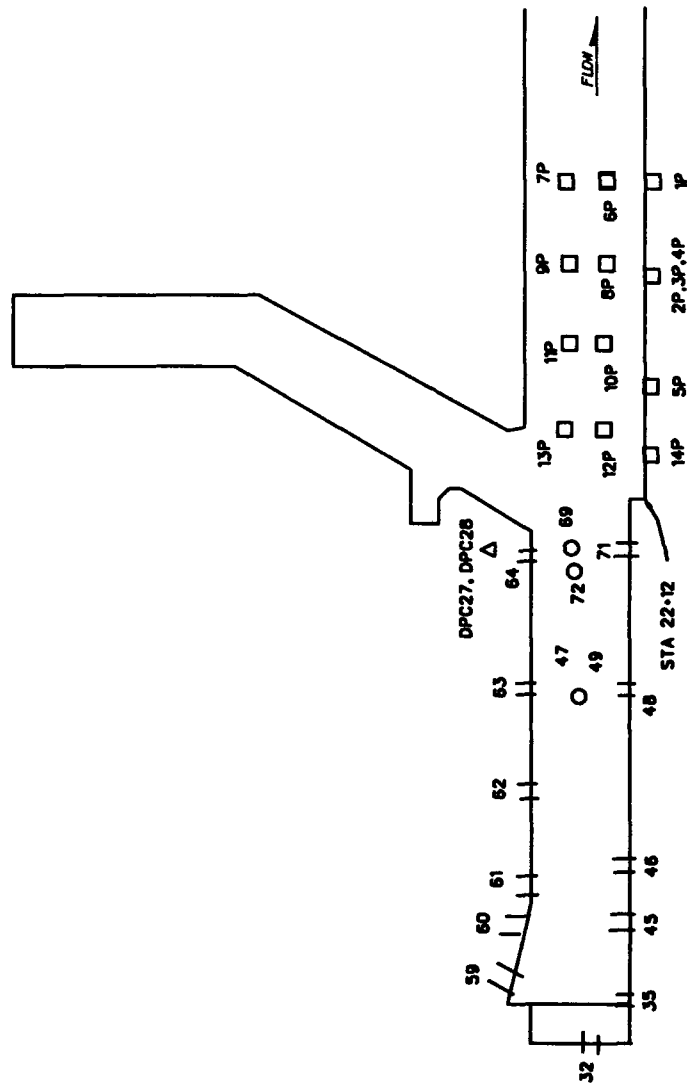 DPC27, DPC28
59
60
61
62
63
64
13P
11P
9P
7P
FLOW
47
69
72
49
32
12P
10P
8P
6P
35
45
46
48
71
STA 22+12
14P
5P
2P,3P,4P
1P